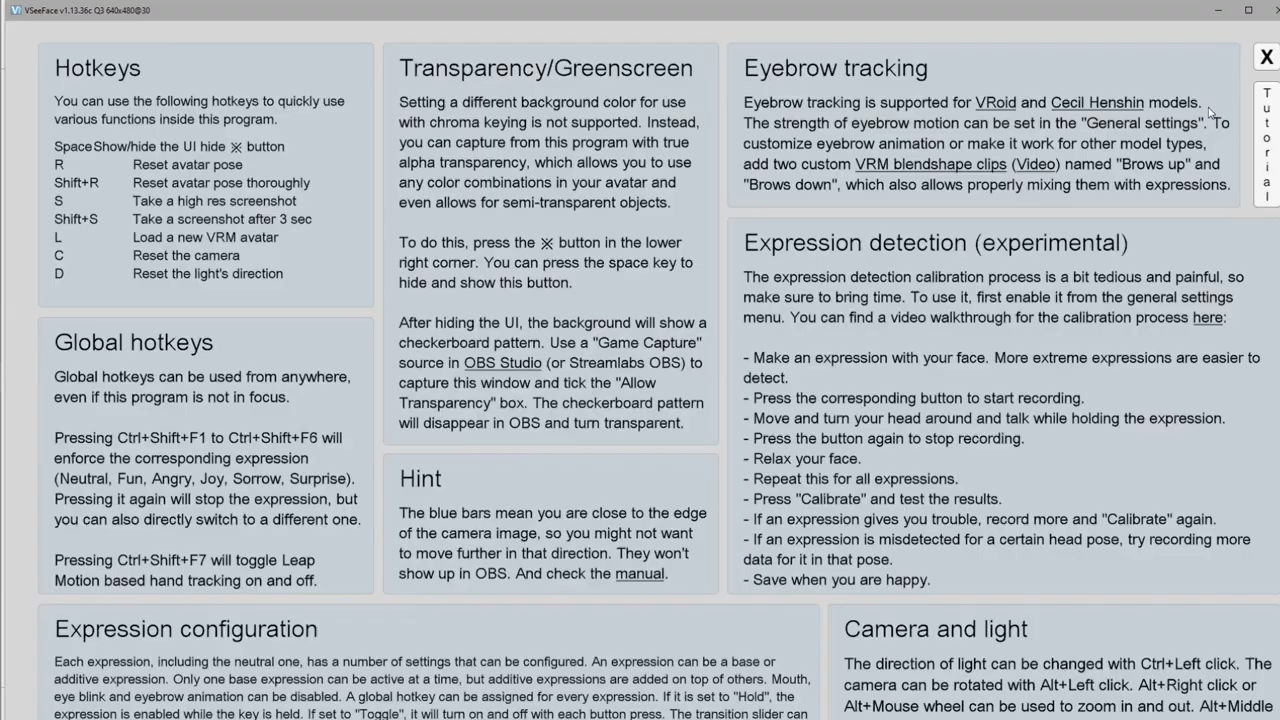 VSeeFace v1.13.36c Q3 640x480@30
Hotkeys
You can use the following hotkeys to quickly use
various functions inside this program.
Space Show/hide the UI hide ※ button
R Reset avatar pose
Shift+R Reset avatar pose thoroughly
S Take a high res screenshot
Shift+S Take a screenshot after 3 sec
L Load a new VRM avatar
C Reset the camera
D Reset the light's direction
Global hotkeys
Global hotkeys can be used from anywhere,
even if this program is not in focus.
Pressing Ctrl+Shift+F1 to Ctrl+Shift+F6 will
enforce the corresponding expression
(Neutral, Fun, Angry, Joy, Sorrow, Surprise).
Pressing it again will stop the expression, but
you can also directly switch to a different one.
Pressing Ctrl+Shift+F7 will toggle Leap
Motion based hand tracking on and off.
Transparency/Greenscreen
Setting a different background color for use
with chroma keying is not supported. Instead,
you can capture from this program with true
alpha transparency, which allows you to use
any color combinations in your avatar and
even allows for semi-transparent objects.
To do this, press the ※ button in the lower
right corner. You can press the space key to
hide and show this button.
After hiding the UI, the background will show a
checkerboard pattern. Use a "Game Capture"
source in OBS Studio (or Streamlabs OBS) to
capture this window and tick the "Allow
Transparency" box. The checkerboard pattern
will disappear in OBS and turn transparent.
Hint
The blue bars mean you are close to the edge
of the camera image, so you might not want
to move further in that direction. They won't
show up in OBS. And check the manual.
Eyebrow tracking
Eyebrow tracking is supported for VRoid and Cecil Henshin models.
The strength of eyebrow motion can be set in the "General settings". To
customize eyebrow animation or make it work for other model types,
add two custom VRM blendshape clips (Video) named "Brows up" and
"Brows down", which also allows properly mixing them with expressions.
Expression detection (experimental)
The expression detection calibration process is a bit tedious and painful, so
make sure to bring time. To use it, first enable it from the general settings
menu. You can find a video walkthrough for the calibration process here:
- Make an expression with your face. More extreme expressions are easier to
detect.
- Press the corresponding button to start recording.
- Move and turn your head around and talk while holding the expression.
- Press the button again to stop recording.
- Relax your face.
- Repeat this for all expressions.
- Press "Calibrate" and test the results.
- If an expression gives you trouble, record more and "Calibrate" again.
- If an expression is misdetected for a certain head pose, try recording more
data for it in that pose.
- Save when you are happy.
X
Tutorial
Expression configuration
Each expression, including the neutral one, has a number of settings that can be configured. An expression can be a base or
additive expression. Only one base expression can be active at a time, but additive expressions are added on top of others. Mouth,
eye blink and eyebrow animation can be disabled. A global hotkey can be assigned for every expression. If it is set to "Hold", the
expression is enabled while the key is held. If set to "Toggle", it will turn on and off with each button press. The transition slider can
Camera and light
The direction of light can be changed with Ctrl+Left click. The
camera can be rotated with Alt+Left click. Alt+Right click or
Alt+Mouse wheel can be used to zoom in and out. Alt+Middle